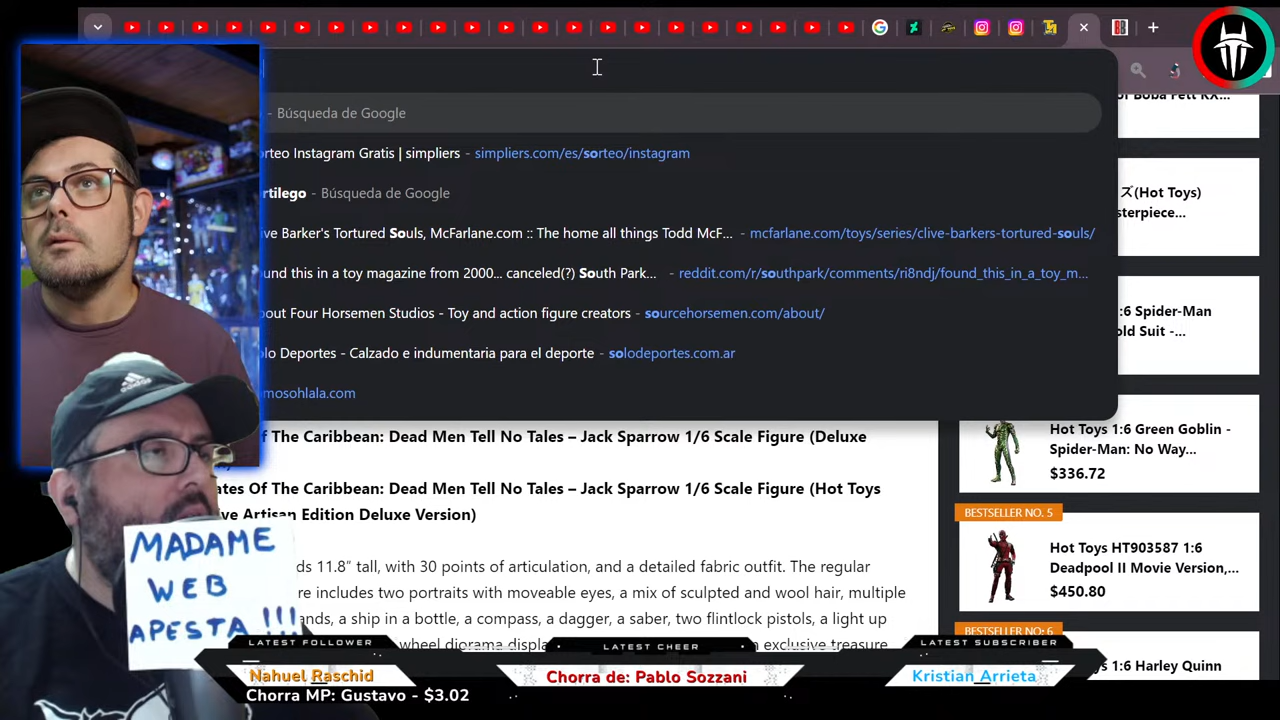 - Búsqueda de Google
orteo Instagram Gratis | simpliers - simpliers.com/es/sorteo/instagram
rtilego - Búsqueda de Google
ive Barker's Tortured Souls, McFarlane.com :: The home all things Todd McF... - mcfarlane.com/toys/series/clive-barkers-tortured-souls/
und this in a toy magazine from 2000... canceled(?) South Park... - reddit.com/r/southpark/comments/ri8ndj/found_this_in_a_toy_m...
out Four Horsemen Studios - Toy and action figure creators - sourcehorsemen.com/about/
lo Deportes - Calzado e indumentaria para el deporte - solodeportes.com.ar
mosohlala.com
f The Caribbean: Dead Men Tell No Tales – Jack Sparrow 1/6 Scale Figure (Deluxe
ates Of The Caribbean: Dead Men Tell No Tales – Jack Sparrow 1/6 Scale Figure (Hot Toys
ve Artisan Edition Deluxe Version)
ds 11.8" tall, with 30 points of articulation, and a detailed fabric outfit. The regular
re includes two portraits with moveable eyes, a mix of sculpted and wool hair, multiple
ands, a ship in a bottle, a compass, a dagger, a saber, two flintlock pistols, a light up
wheel diorama exclusive treasure
of Boba Fett RX...
ズ(Hot Toys)
sterpiece...
:6 Spider-Man
old Suit -...
Hot Toys 1:6 Green Goblin -
Spider-Man: No Way...
$336.72
BESTSELLER NO. 5
Hot Toys HT903587 1:6
Deadpool II Movie Version,...
$450.80
BESTSELLER NO. 6
ys 1:6 Harley Quinn
MADAME
WEB
APESTA!!!
LATEST FOLLOWER
Nahuel Raschid
LATEST CHEER
Chorra de: Pablo Sozzani
LATEST SUBSCRIBER
Kristian Arrieta
Chorra MP: Gustavo - $3.02